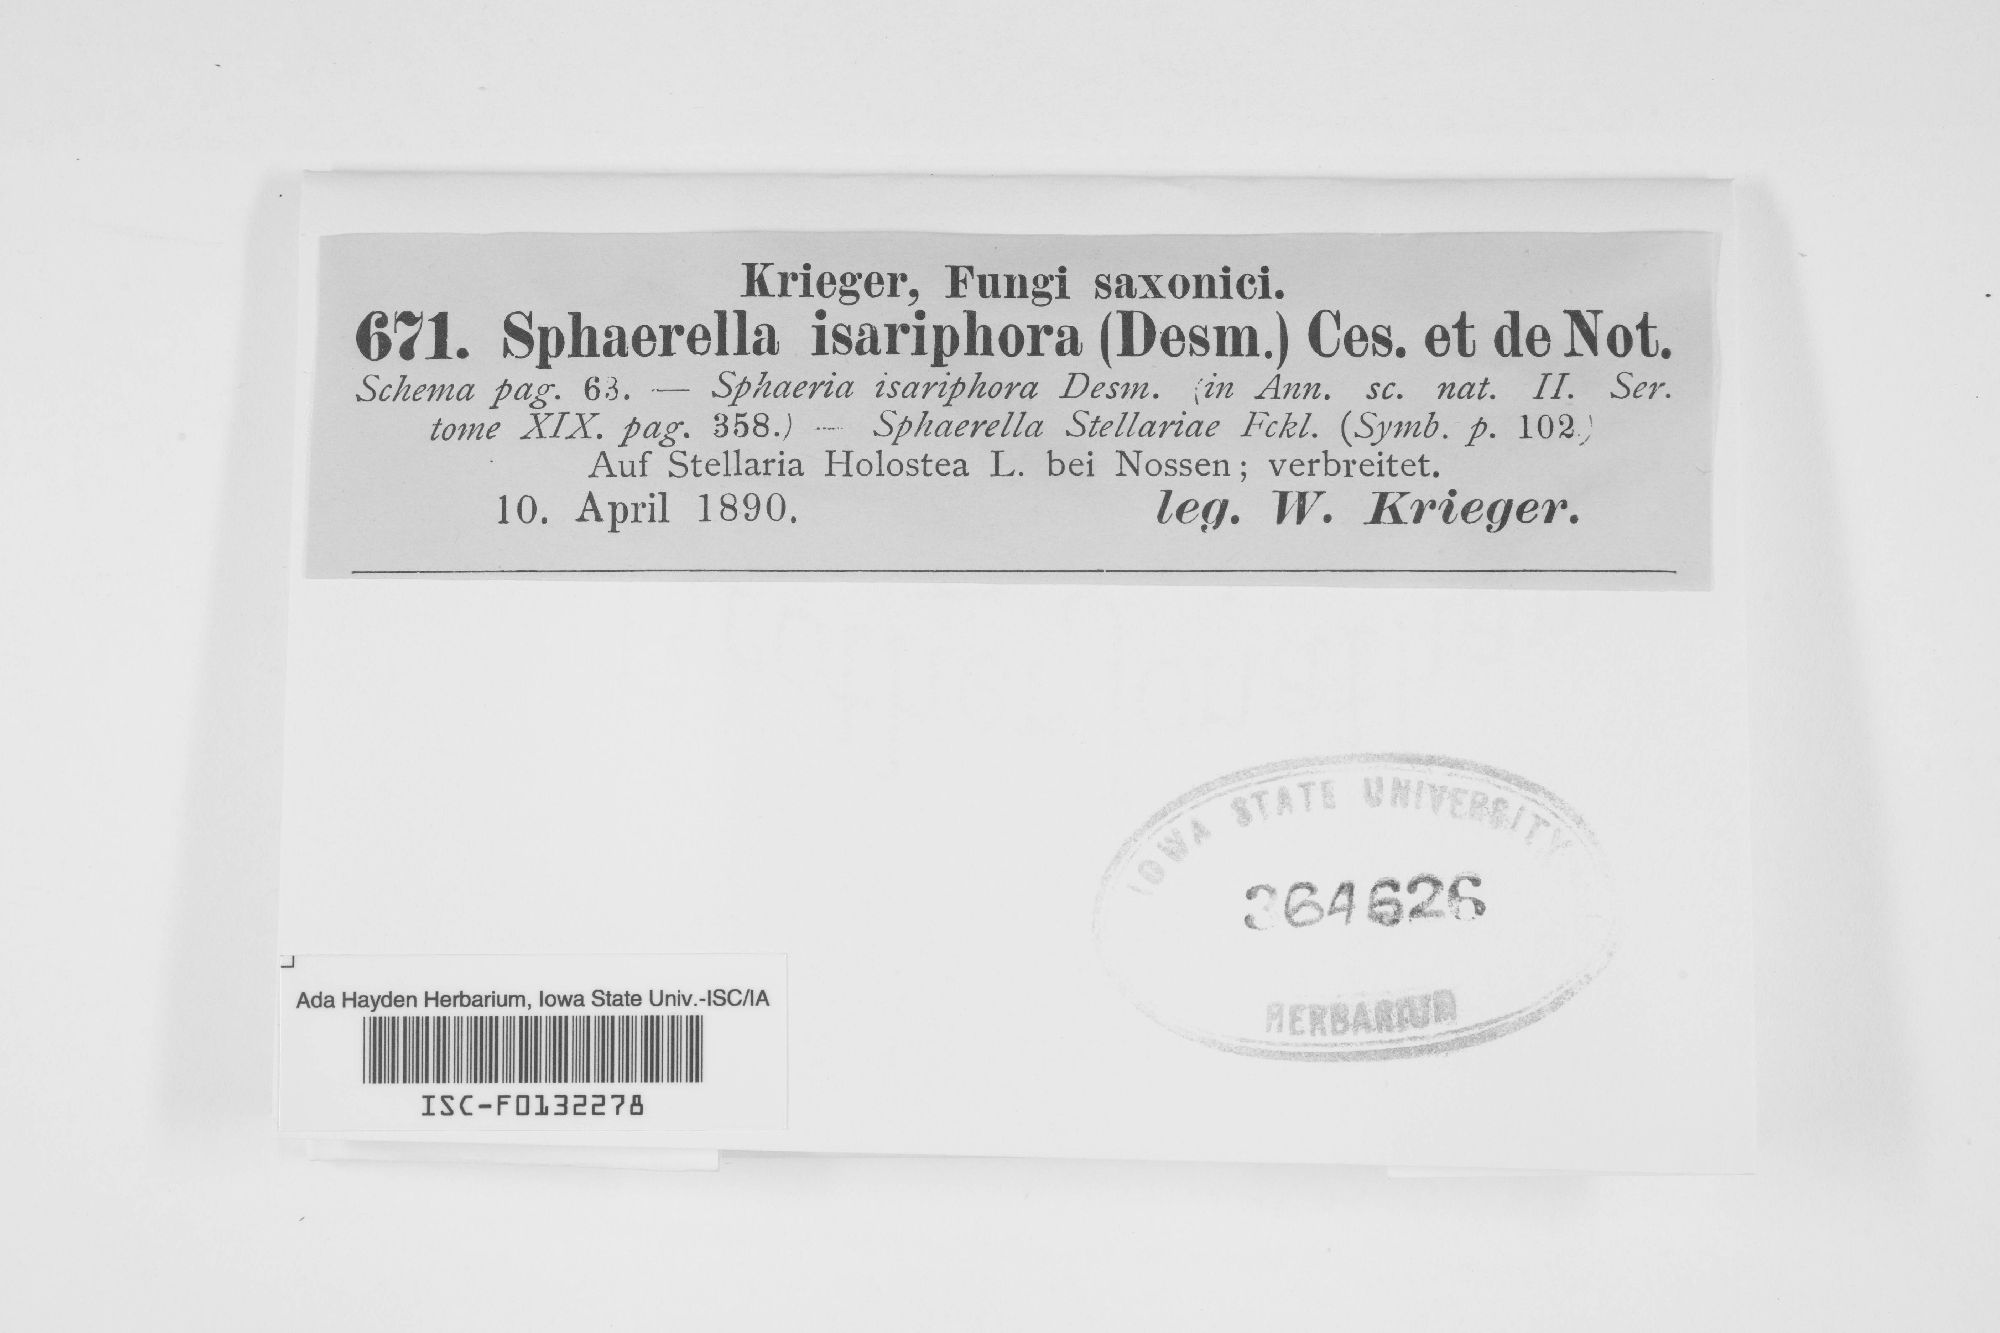 Krieger, Fungi saxonici.
671. Sphaerella isariphora (Desm.) Ces. et de Not.
Schema pag. 63. — Sphaeria isariphora Desm. (in Ann. sc. nat. II. Ser.
tome XIX. pag. 358.) — Sphaerella Stellariae Fckl. (Symb. p. 102.)
Auf Stellaria Holostea L. bei Nossen; verbreitet.
10. April 1890. leg. W. Krieger.
IOWA STATE UNIVERSITY
364626
HERBARIUM
Ada Hayden Herbarium, Iowa State Univ.-ISC/IA
ISC-F0132278